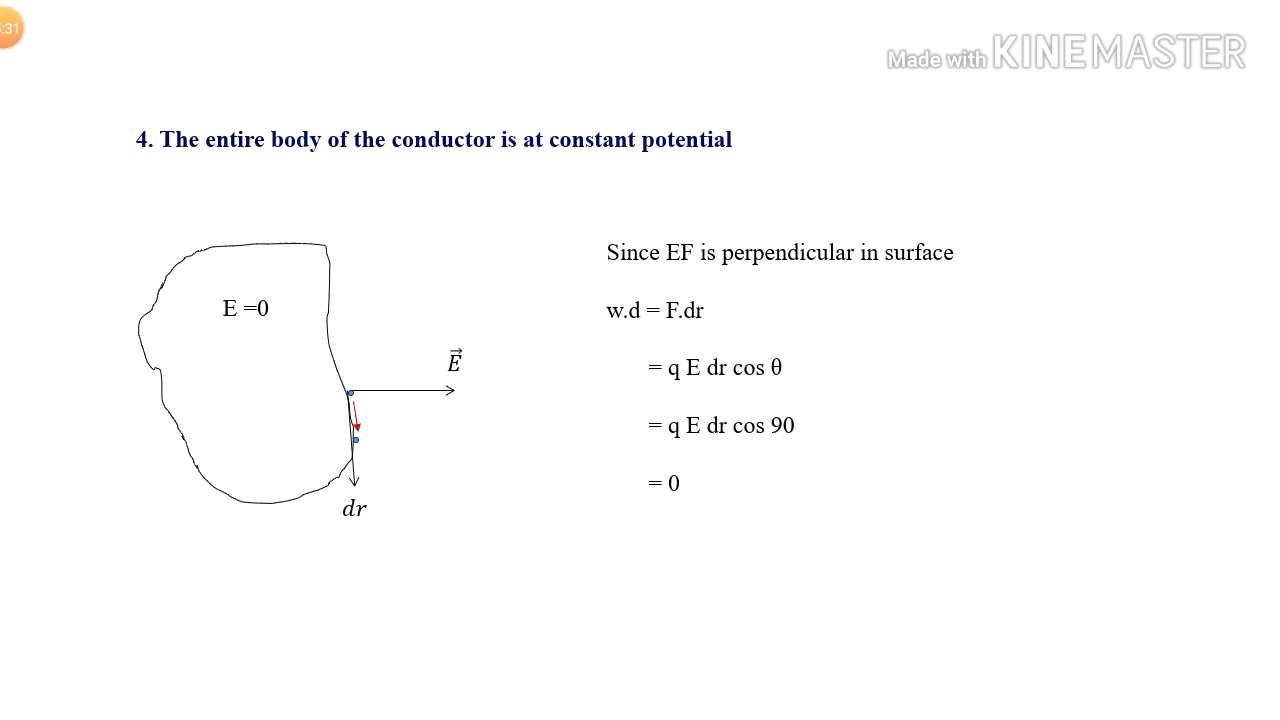 :31
Made with KINEMASTER
4. The entire body of the conductor is at constant potential
Since EF is perpendicular in surface
E =0
w.d = F.dr
= q E dr cos θ
E⃗
= q E dr cos 90
= 0
dr